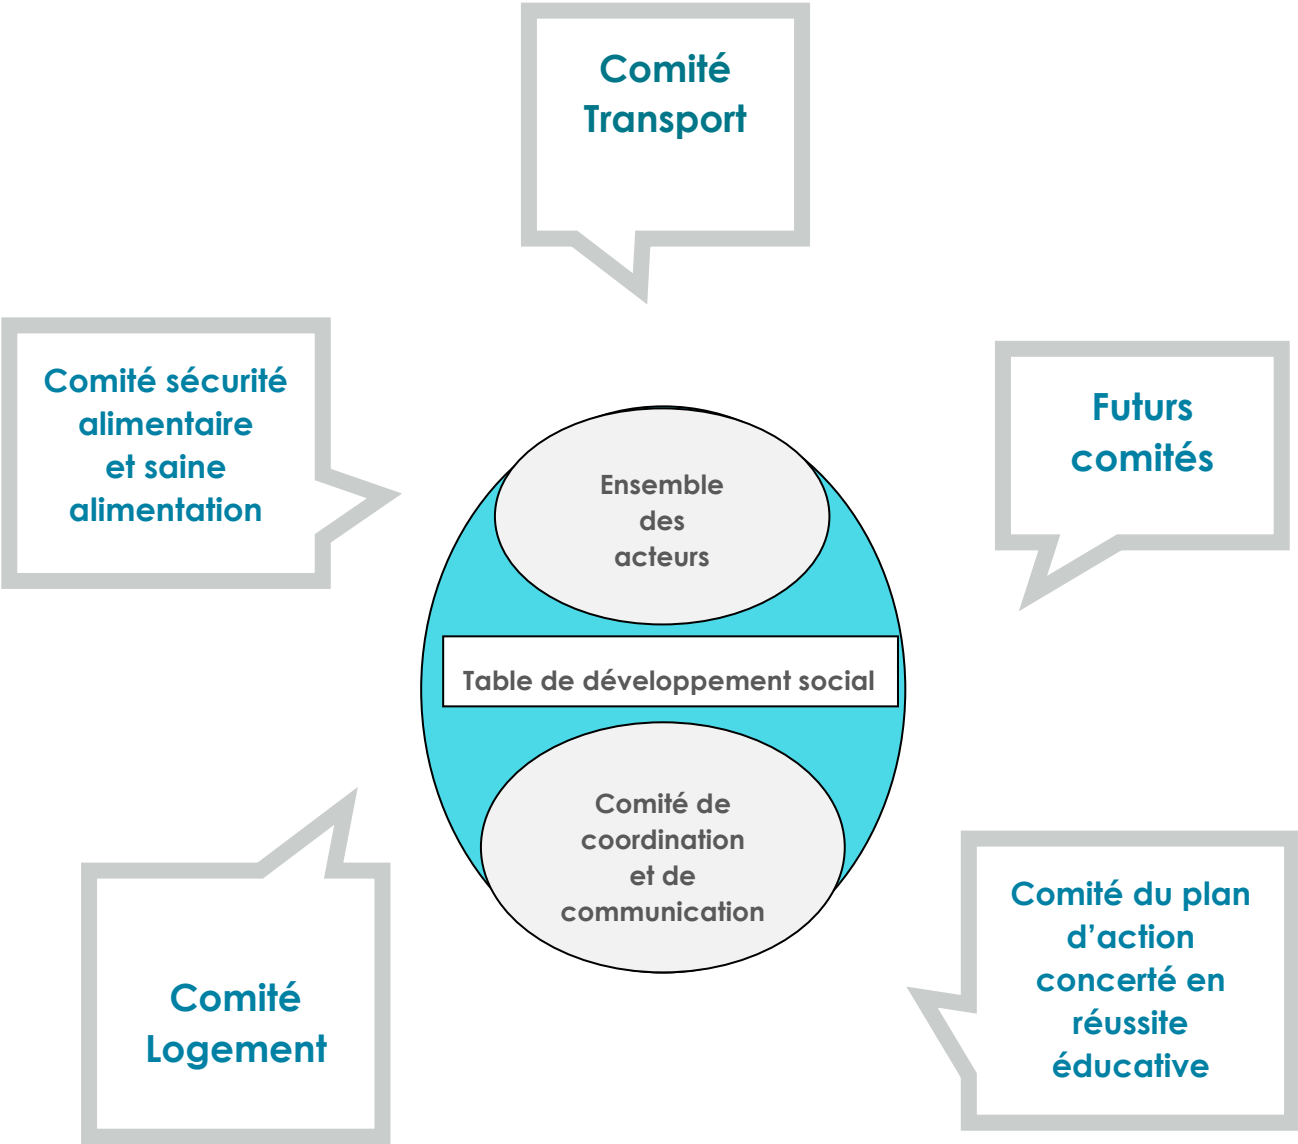 Comité
Transport
Comité sécurité
alimentaire
et saine
alimentation
Futurs
comités
Ensemble
des
acteurs
Table de développement social
Comité de
coordination
et de
communication
Comité
Logement
Comité du plan
d’action
concerté en
réussite
éducative